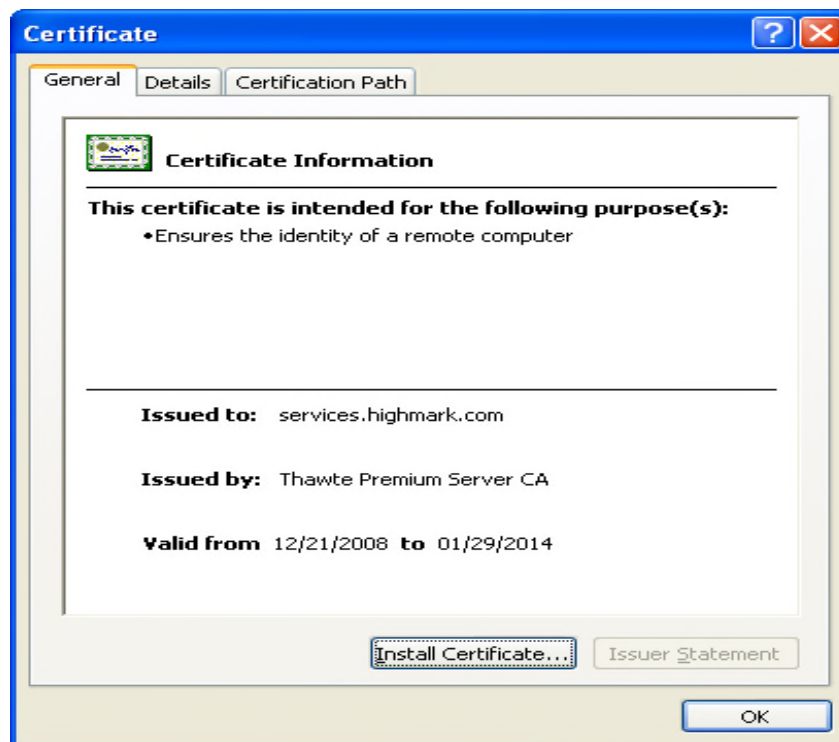 Certificate
General Details Certification Path
Certificate Information
This certificate is intended for the following purpose(s):
•Ensures the identity of a remote computer
Issued to: services.highmark.com
Issued by: Thawte Premium Server CA
Valid from 12/21/2008 to 01/29/2014
Install Certificate... Issuer Statement
OK